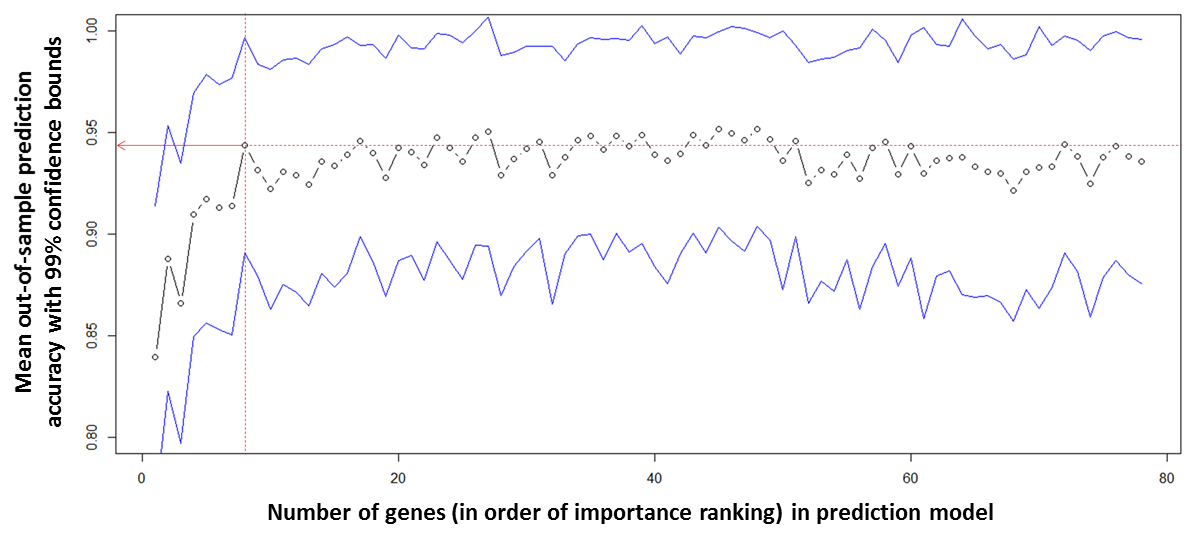 Mean out-of-sample prediction
accuracy with 99% confidence bounds
1.00
0.95
0.90
0.85
0.80
0 20 40 60 80
Number of genes (in order of importance ranking) in prediction model